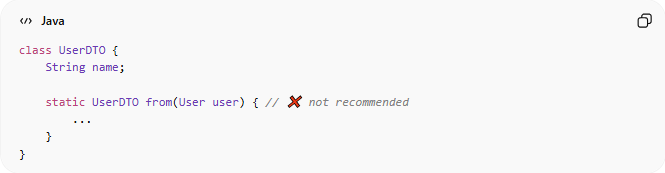 </> Java
class UserDTO {
    String name;

    static UserDTO from(User user) { // ❌ not recommended
        ...
    }
}